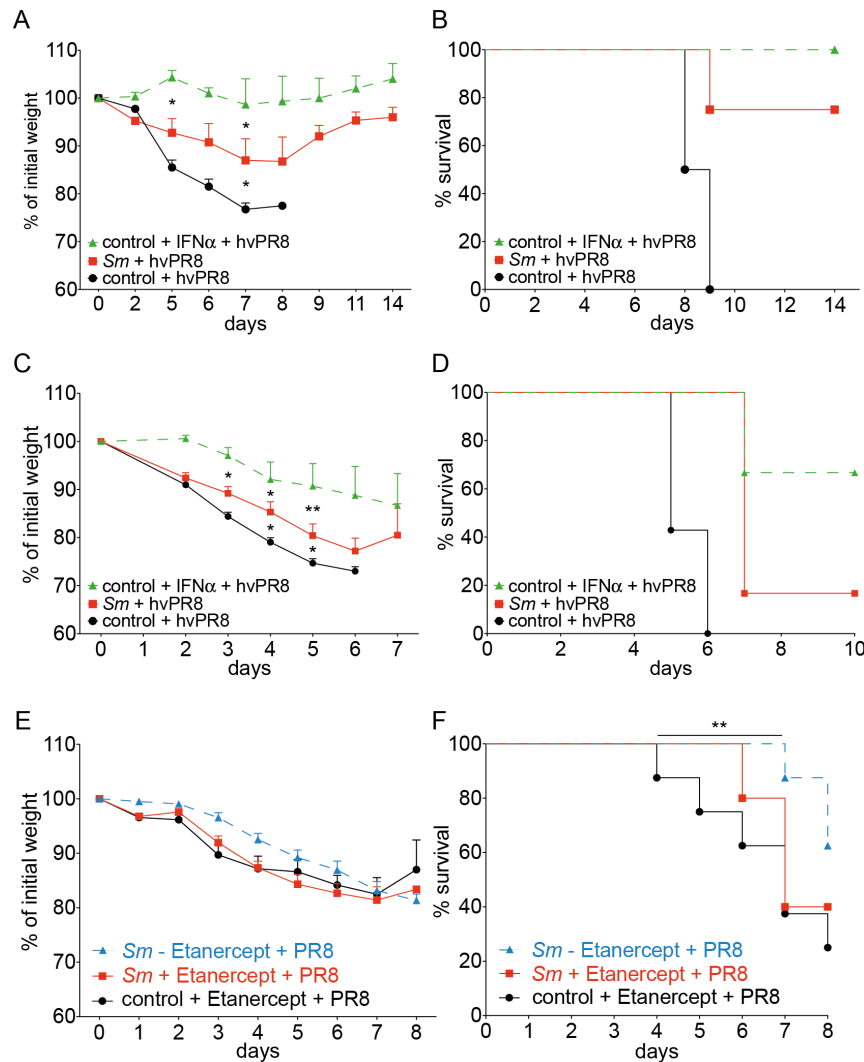 A
110
100
90
80
70
60
% of initial weight
*
*
*
control + IFNα + hvPR8
Sm + hvPR8
control + hvPR8
0 2 5 6 7 8 9 11 14
days
B
100
80
60
40
20
0
% survival
control + IFNα + hvPR8
Sm + hvPR8
control + hvPR8
0 2 4 6 8 10 12 14
days
C
110
100
90
80
70
60
% of initial weight
*
*
**
*
*
control + IFNα + hvPR8
Sm + hvPR8
control + hvPR8
0 1 2 3 4 5 6 7
days
D
100
80
60
40
20
0
% survival
control + IFNα + hvPR8
Sm + hvPR8
control + hvPR8
0 2 4 6 8 10
days
E
110
100
90
80
70
60
% of initial weight
Sm - Etanercept + PR8
Sm + Etanercept + PR8
control + Etanercept + PR8
0 1 2 3 4 5 6 7 8
days
F
**
100
80
60
40
20
0
% survival
Sm - Etanercept + PR8
Sm + Etanercept + PR8
control + Etanercept + PR8
0 1 2 3 4 5 6 7 8
days